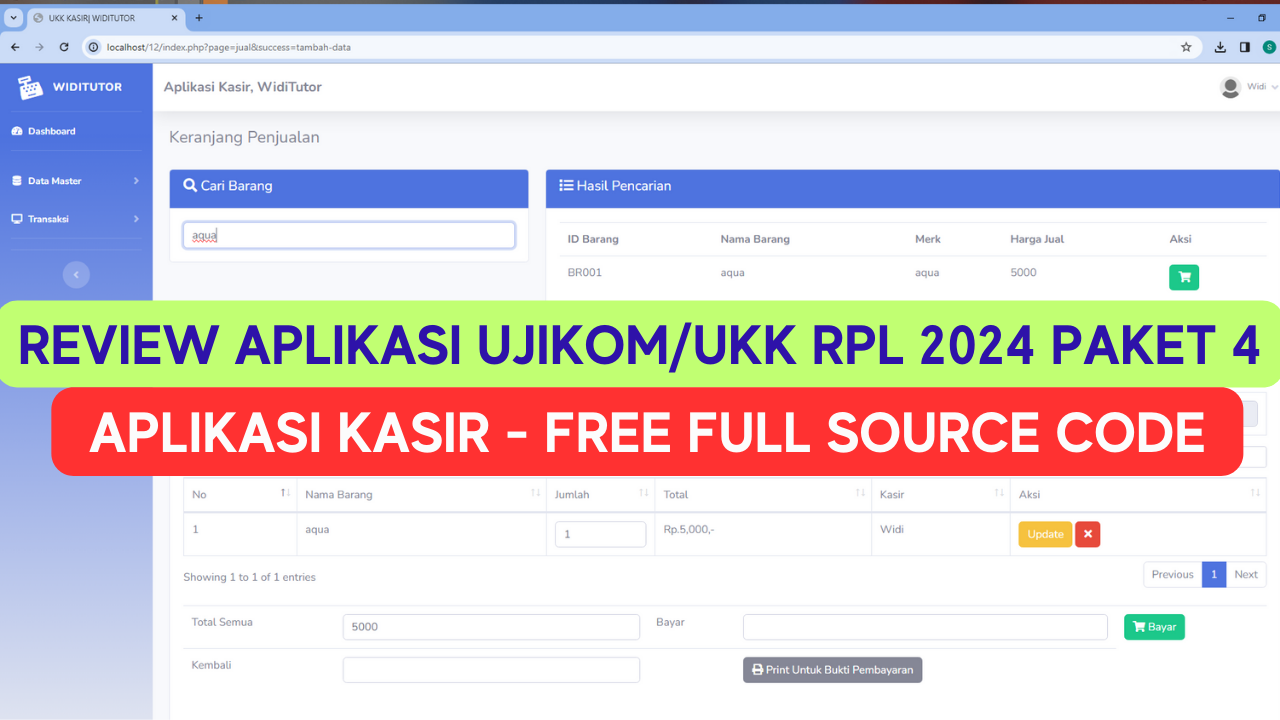 UKK KASIR| WIDITUTOR
localhost/12/index.php?page=jual&success=tambah-data
S
WIDITUTOR
Aplikasi Kasir, WidiTutor
Widi
Dashboard
Keranjang Penjualan
Data Master
Cari Barang
Hasil Pencarian
Transaksi
aqua
ID Barang Nama Barang Merk Harga Jual Aksi
BR001 aqua aqua 5000
REVIEW APLIKASI UJIKOM/UKK RPL 2024 PAKET 4
APLIKASI KASIR - FREE FULL SOURCE CODE
No Nama Barang Jumlah Total Kasir Aksi
1 aqua 1 Rp.5,000,- Widi Update
Showing 1 to 1 of 1 entries
Previous 1 Next
Total Semua 5000 Bayar Bayar
Kembali Print Untuk Bukti Pembayaran